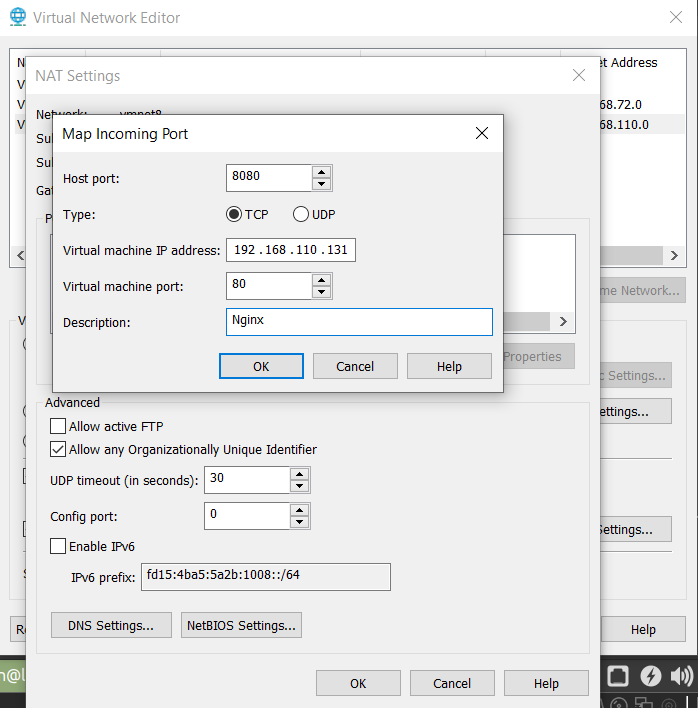 Virtual Network Editor
et Address
NAT Settings
68.72.0
68.110.0
Network: vmnet8
Map Incoming Port
Host port: 8080
Type: TCP UDP
Virtual machine IP address: 192 . 168 . 110 . 131
Virtual machine port: 80
Description: Nginx
OK Cancel Help
Sul
Sul
Gat
me Network...
Properties
c Settings...
ettings...
Advanced
Allow active FTP
Allow any Organizationally Unique Identifier
UDP timeout (in seconds): 30
Config port: 0
Enable IPv6
IPv6 prefix: fd15:4ba5:5a2b:1008::/64
ettings...
DNS Settings... NetBIOS Settings...
Help
OK Cancel Help